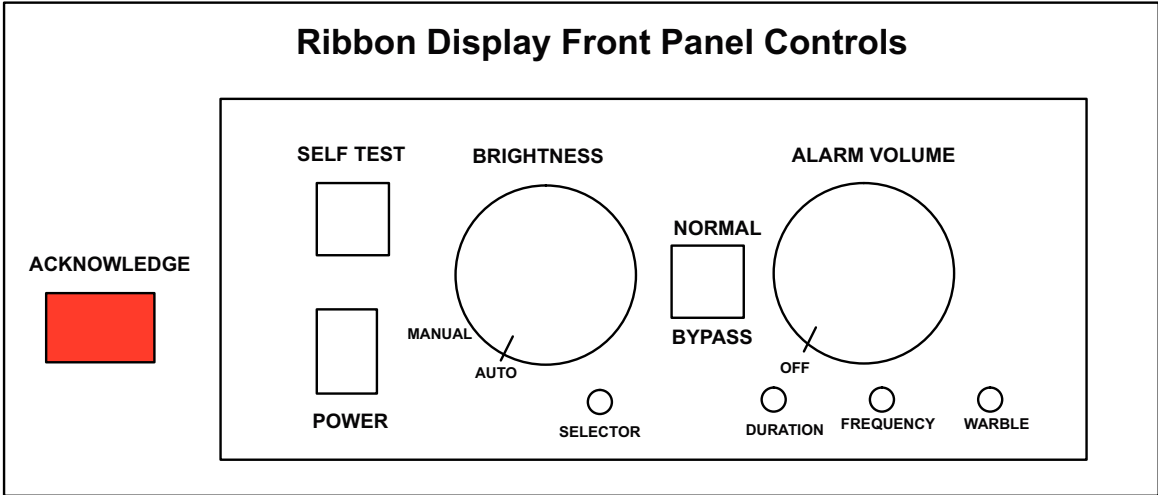 Ribbon Display Front Panel Controls
SELF TEST
BRIGHTNESS
ALARM VOLUME
NORMAL
ACKNOWLEDGE
MANUAL
BYPASS
AUTO
OFF
POWER
SELECTOR
DURATION
FREQUENCY
WARBLE